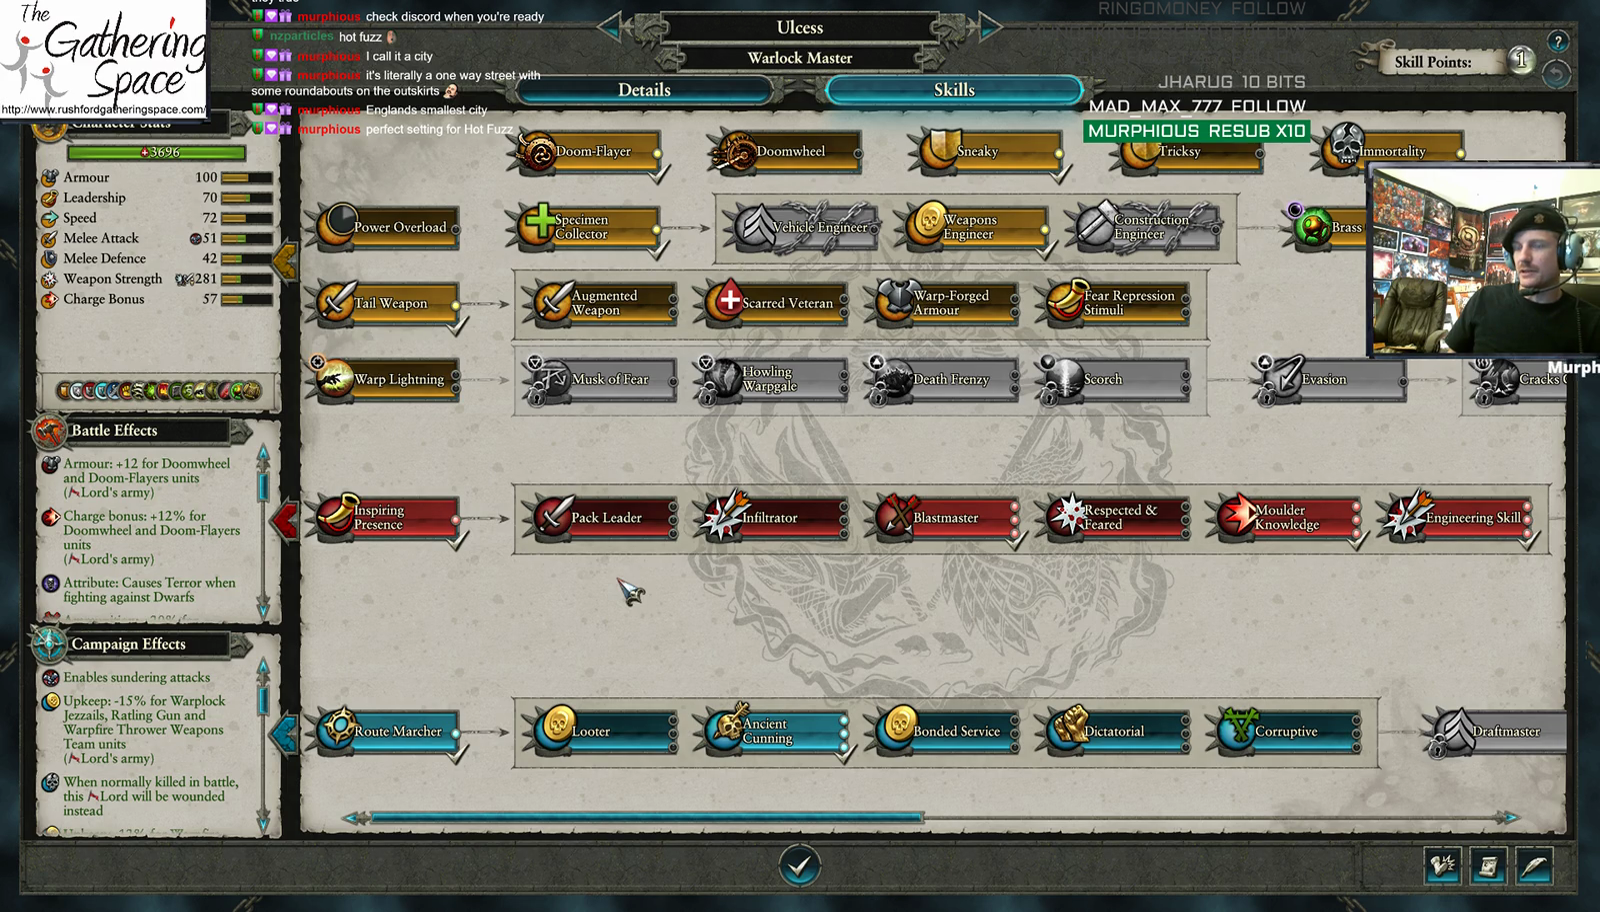 The
Gathering
Space
http://www.rushfordgatheringspace.com/
murphious check discord when you're ready
nzparticles hot fuzz
murphious I call it a city
murphious it's literally a one way street with
some roundabouts on the outskirts
murphious Englands smallest city
murphious perfect setting for Hot Fuzz
Ulcess
Warlock Master
Details
Skills
RINGOMONEY FOLLOW
Skill Points:
1
?
JHARUG 10 BITS
MAD_MAX_777 FOLLOW
MURPHIOUS RESUB X10
Character Stats
3696
Armour 100
Leadership 70
Speed 72
Melee Attack 51
Melee Defence 42
Weapon Strength 281
Charge Bonus 57
Battle Effects
Armour: +12 for Doomwheel
and Doom-Flayers units
(Lord's army)
Charge bonus: +12% for
Doomwheel and Doom-Flayers
units
(Lord's army)
Attribute: Causes Terror when
fighting against Dwarfs
Campaign Effects
Enables sundering attacks
Upkeep: -15% for Warplock
Jezzails, Ratling Gun and
Warpfire Thrower Weapons
Team units
(Lord's army)
When normally killed in battle,
this Lord will be wounded
instead
Doom-Flayer
Doomwheel
Sneaky
Tricksy
Immortality
Power Overload
Specimen
Collector
Vehicle Engineer
Weapons
Engineer
Construction
Engineer
Brass
Tail Weapon
Augmented
Weapon
Scarred Veteran
Warp-Forged
Armour
Fear Repression
Stimuli
Warp Lightning
Musk of Fear
Howling
Warpgale
Death Frenzy
Scorch
Evasion
Cracks
Murph
Inspiring
Presence
Pack Leader
Infiltrator
Blastmaster
Respected &
Feared
Moulder
Knowledge
Engineering Skill
Route Marcher
Looter
Ancient
Cunning
Bonded Service
Dictatorial
Corruptive
Draftmaster